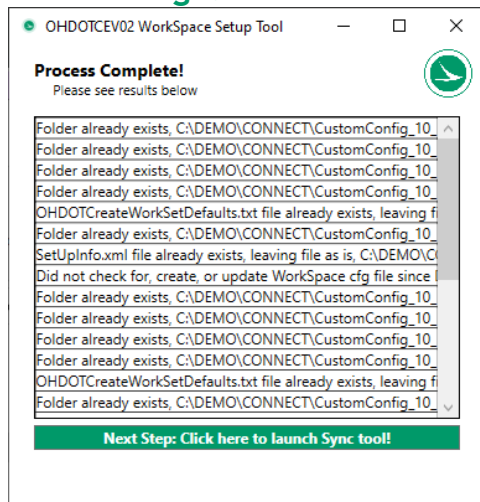 OHDOTCEV02 WorkSpace Setup Tool
Process Complete!
Please see results below
Folder already exists, C:\DEMO\CONNECT\CustomConfig_10_
Folder already exists, C:\DEMO\CONNECT\CustomConfig_10_
Folder already exists, C:\DEMO\CONNECT\CustomConfig_10_
Folder already exists, C:\DEMO\CONNECT\CustomConfig_10_
OHDOTCreateWorkSetDefaults.txt file already exists, leaving fi
Folder already exists, C:\DEMO\CONNECT\CustomConfig_10_
SetUpInfo.xml file already exists, leaving file as is, C:\DEMO\C
Did not check for, create, or update WorkSpace cfg file since
Folder already exists, C:\DEMO\CONNECT\CustomConfig_10_
Folder already exists, C:\DEMO\CONNECT\CustomConfig_10_
Folder already exists, C:\DEMO\CONNECT\CustomConfig_10_
Folder already exists, C:\DEMO\CONNECT\CustomConfig_10_
OHDOTCreateWorkSetDefaults.txt file already exists, leaving fi
Folder already exists, C:\DEMO\CONNECT\CustomConfig_10_
Next Step: Click here to launch Sync tool!